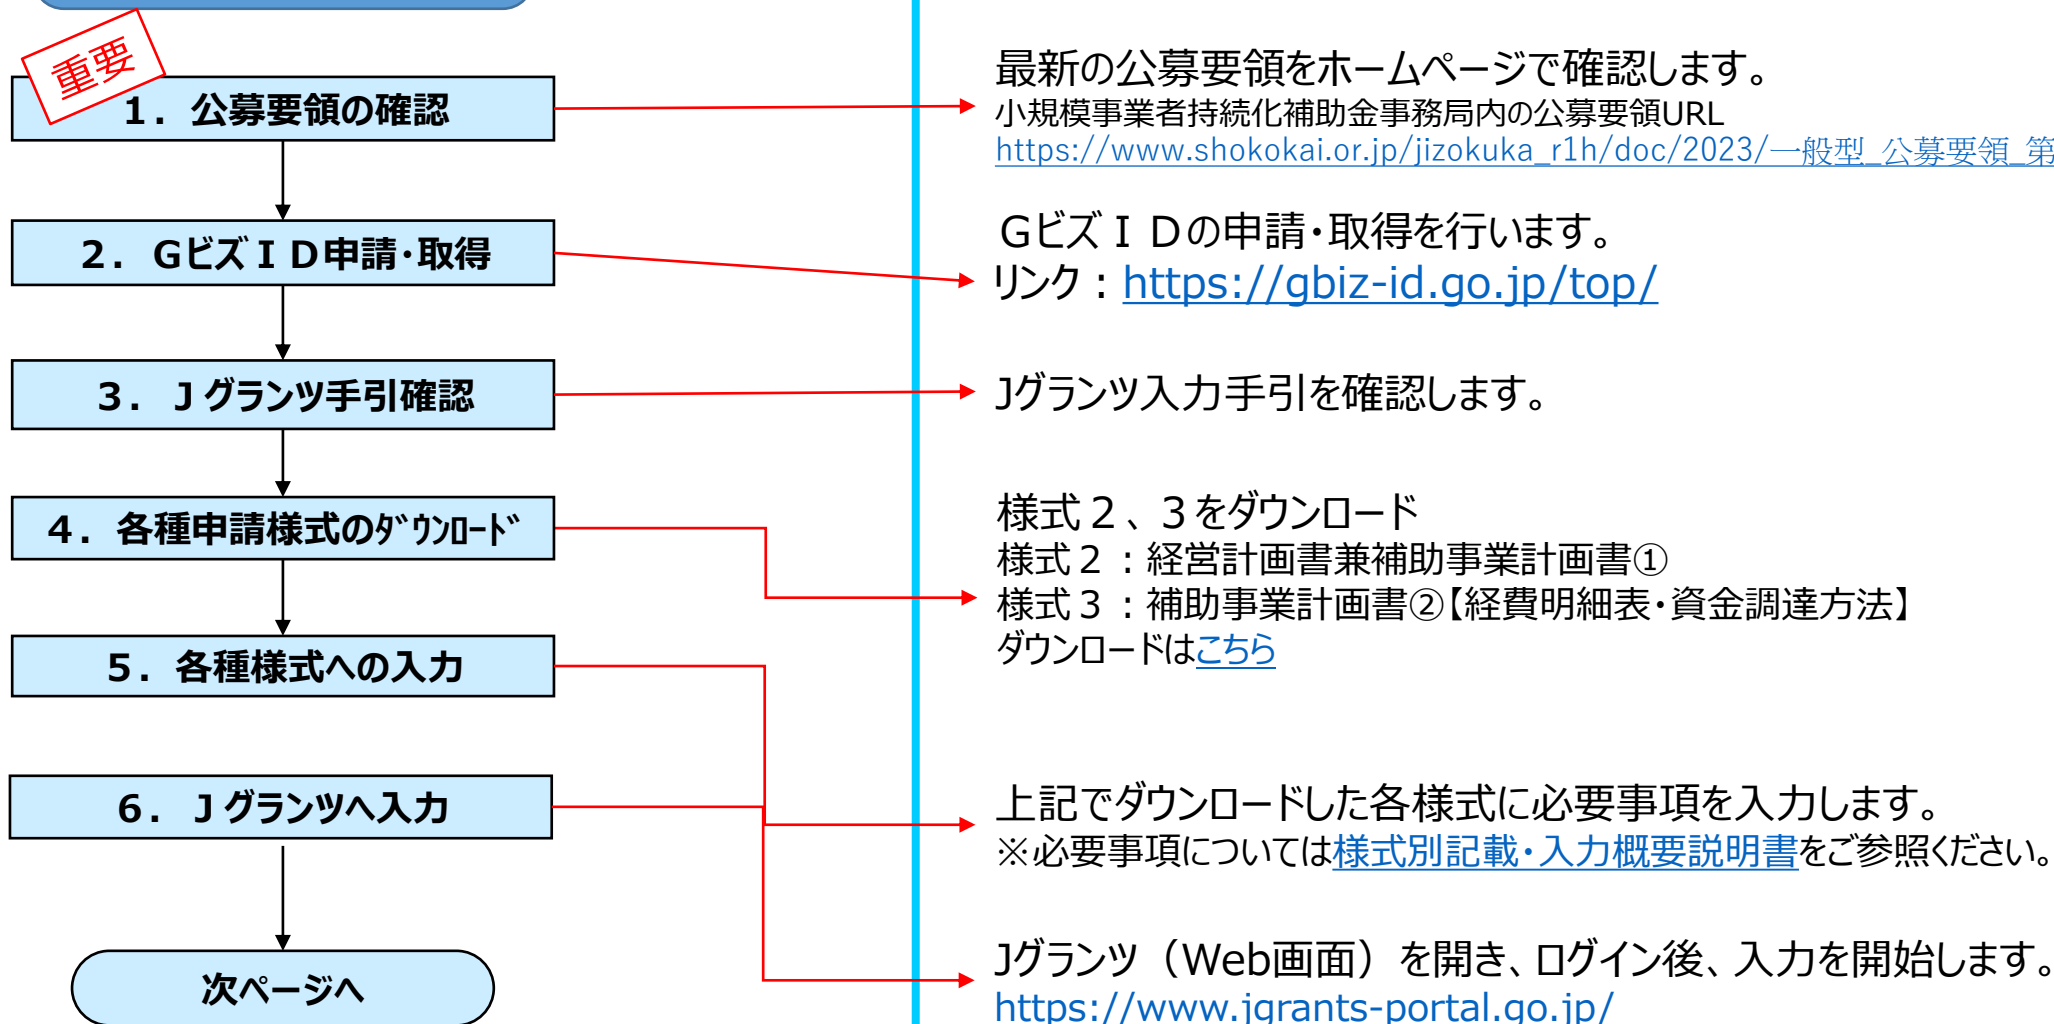 重要
1．公募要領の確認
2．GビズＩＤ申請・取得
3．Ｊグランツ手引確認
4．各種申請様式のﾀﾞｳﾝﾛｰﾄﾞ
5．各種様式への入力
6．Ｊグランツへ入力
次ページへ
最新の公募要領をホームページで確認します。
小規模事業者持続化補助金事務局内の公募要領URL
https://www.shokokai.or.jp/jizokuka_r1h/doc/2023/一般型_公募要領_第
GビズＩＤの申請・取得を行います。
リンク：https://gbiz-id.go.jp/top/
Jグランツ入力手引を確認します。
様式２、３をダウンロード
様式２：経営計画書兼補助事業計画書①
様式３：補助事業計画書②【経費明細表・資金調達方法】
ダウンロードはこちら
上記でダウンロードした各様式に必要事項を入力します。
※必要事項については様式別記載・入力概要説明書をご参照ください。
Jグランツ（Web画面）を開き、ログイン後、入力を開始します。
https://www.jgrants-portal.go.jp/